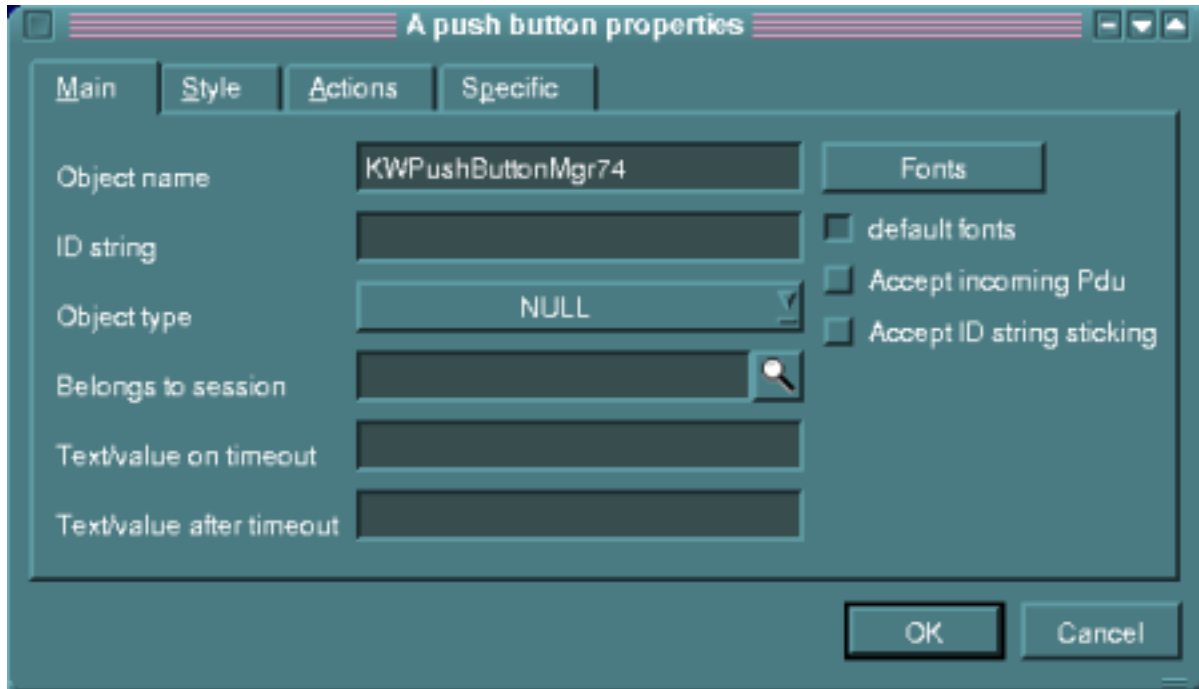 A push button properties
Main Style Actions Specific
Object name KWPushButtonMgr74 Fonts
ID string default fonts
Accept incoming Pdu
Object type NULL
Accept ID string sticking
Belongs to session
Text/value on timeout
Text/value after timeout
OK Cancel